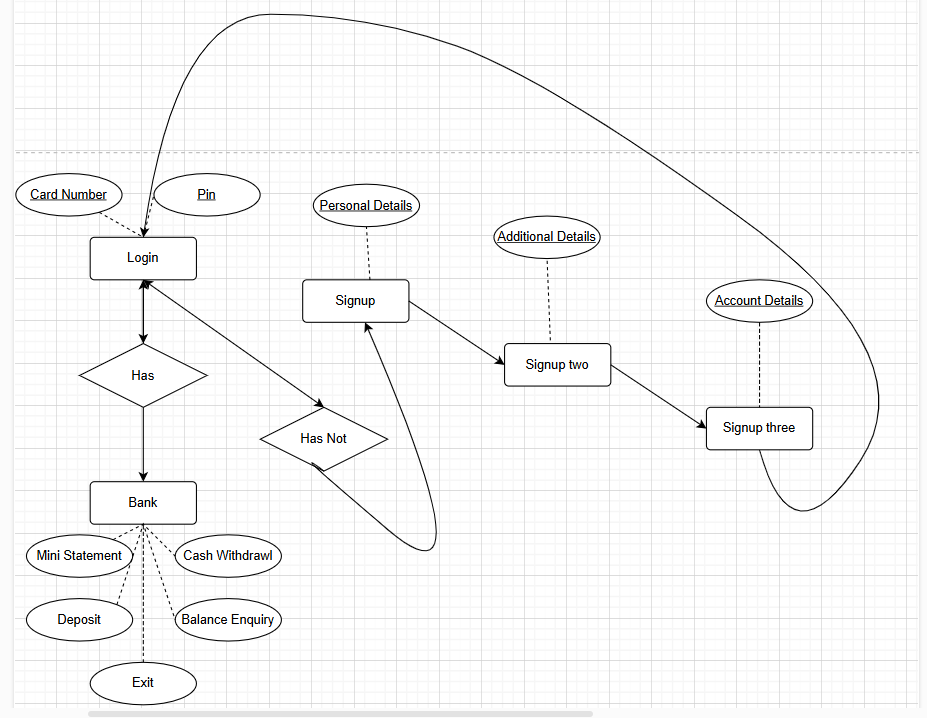 Card Number
Pin
Personal Details
Additional Details
Login
Signup
Account Details
Signup two
Has
Signup three
Has Not
Bank
Mini Statement
Cash Withdrawl
Deposit
Balance Enquiry
Exit